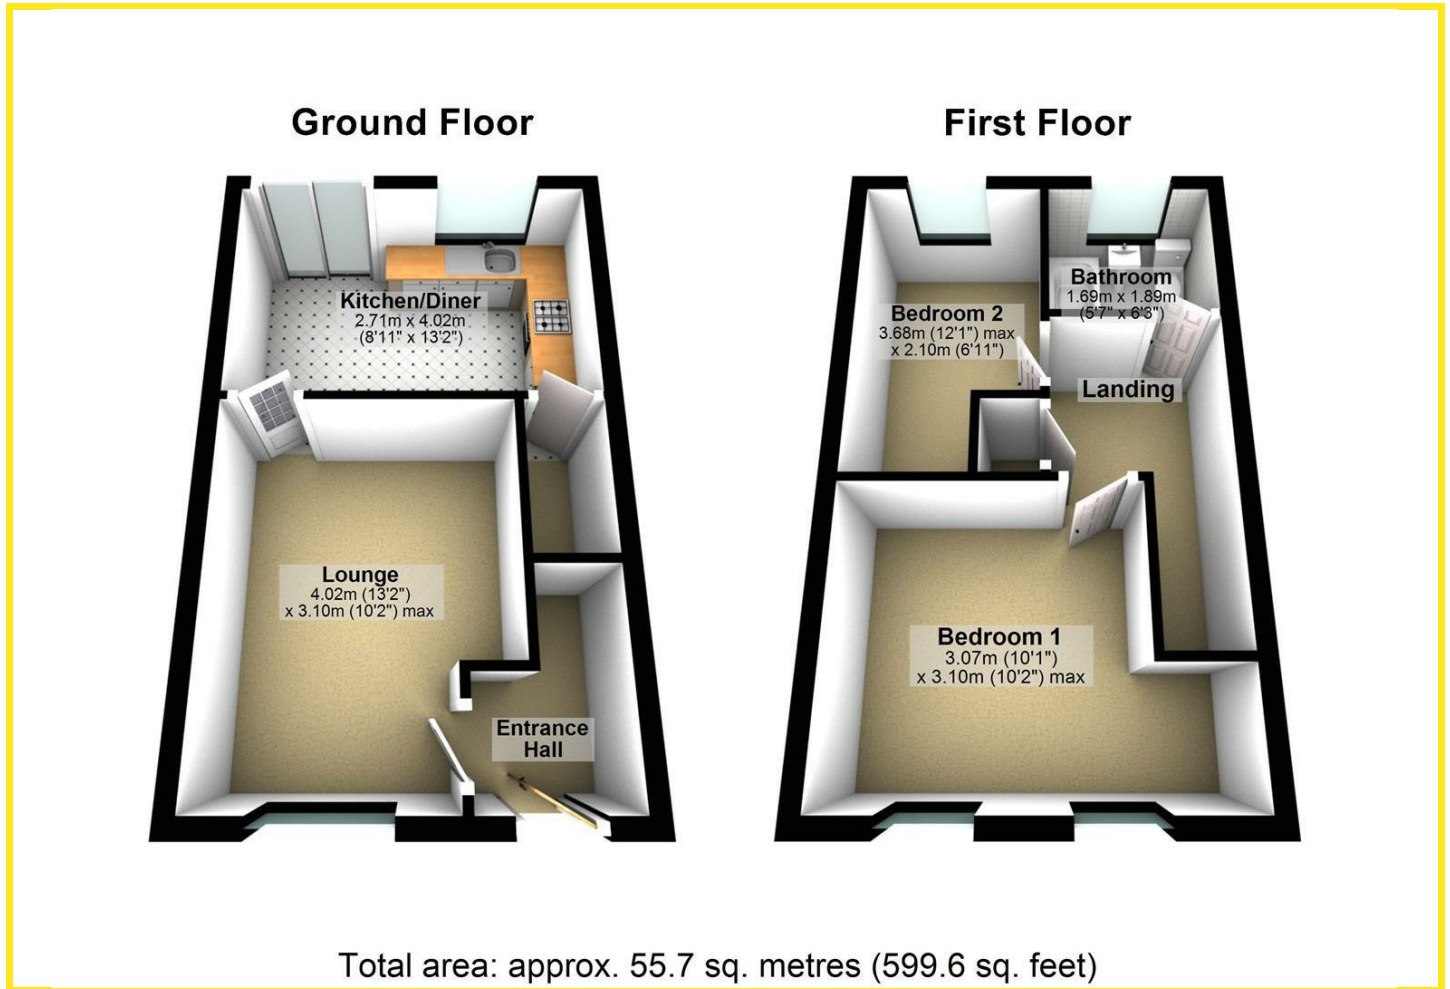 Ground Floor
First Floor
Kitchen/Diner
2.71m x 4.02m
(8'11" x 13'2")
Lounge
4.02m (13'2")
x 3.10m (10'2") max
Entrance
Hall
Bathroom
1.69m x 1.89m
(5'7" x 6'3")
Bedroom 2
3.68m (12'1") max
x 2.10m (6'11")
Landing
Bedroom 1
3.07m (10'1")
x 3.10m (10'2") max
Total area: approx. 55.7 sq. metres (599.6 sq. feet)